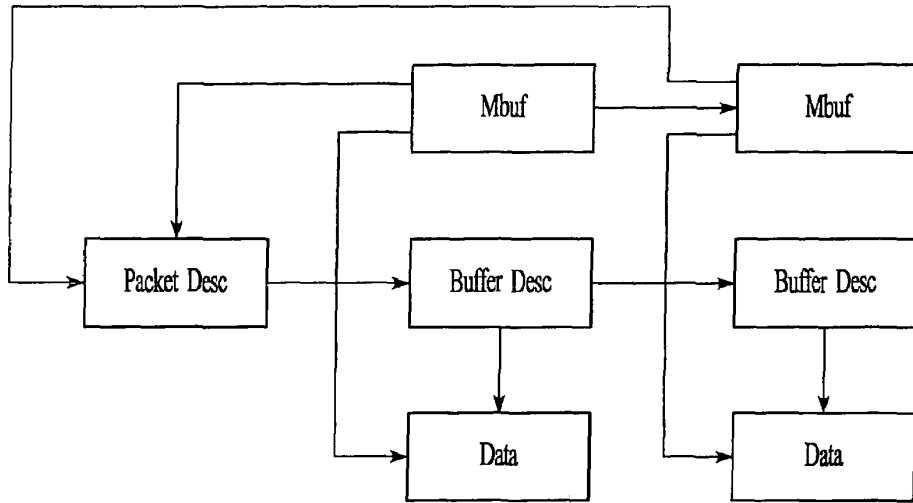 Mbuf
Mbuf
Packet Desc
Buffer Desc
Buffer Desc
Data
Data